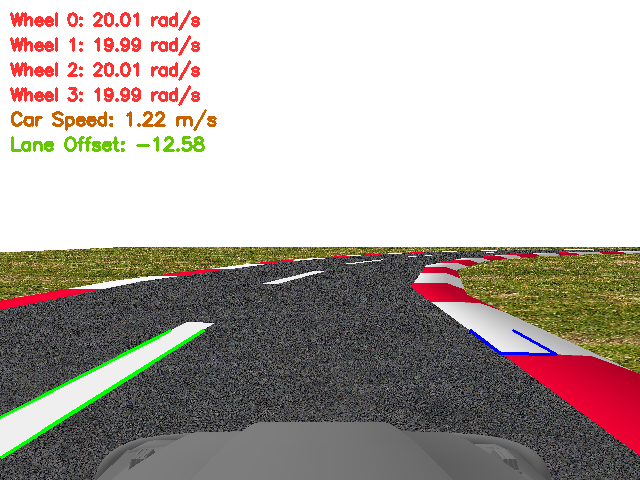 Wheel 0: 20.01 rad/s
Wheel 1: 19.99 rad/s
Wheel 2: 20.01 rad/s
Wheel 3: 19.99 rad/s
Car Speed: 1.22 m/s
Lane Offset: -12.58